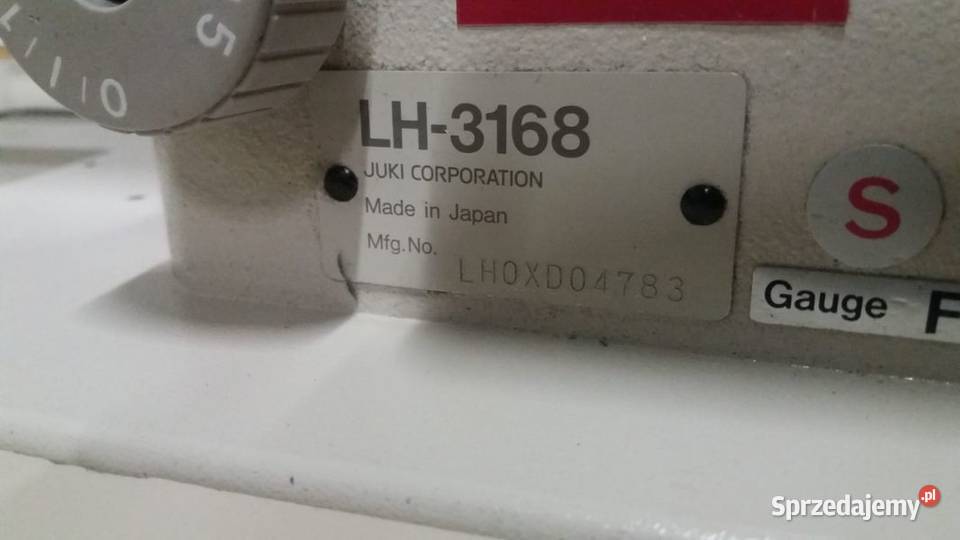 5
0
LH-3168
JUKI CORPORATION
Made in Japan
Mfg.No. LH0XD04783
S
Gauge F
Sprzedajemy.pl